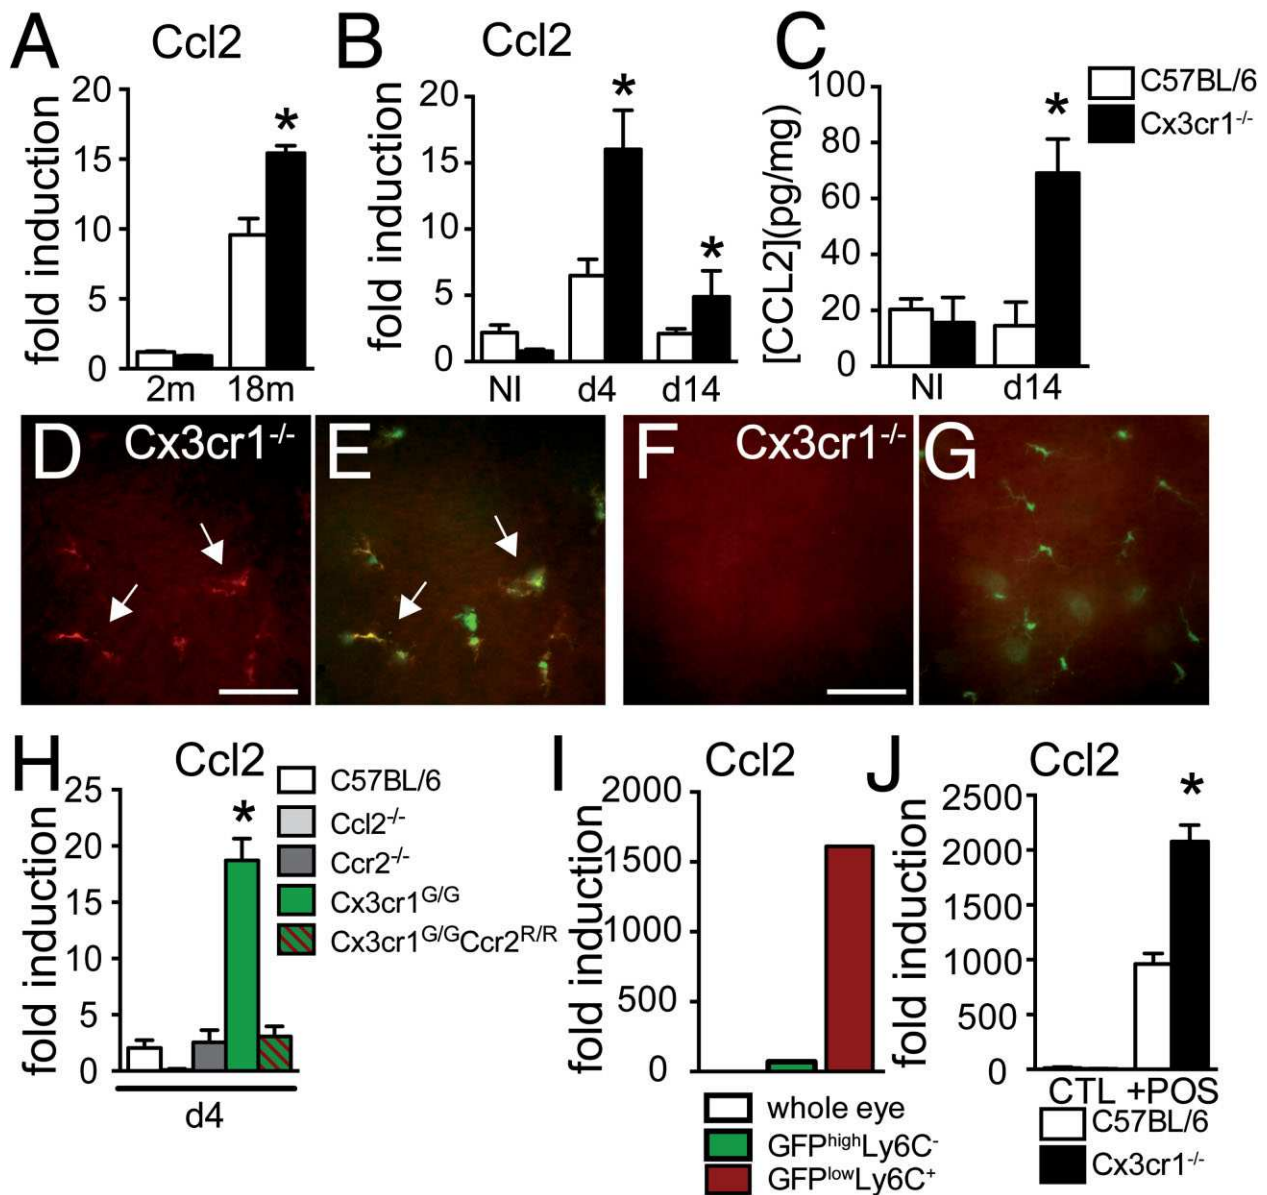 A
Ccl2
fold induction
20
15
10
5
0
*
2m 18m
B
Ccl2
fold induction
20
15
10
5
0
*
*
NI d4 d14
C
[CCL2](pg/mg)
100
80
60
40
20
0
*
NI d14
C57BL/6
Cx3cr1-/-
D Cx3cr1-/-
E
F Cx3cr1-/-
G
H
Ccl2
fold induction
25
20
15
10
5
0
*
d4
C57BL/6
Ccl2-/-
Ccr2-/-
Cx3cr1G/G
Cx3cr1G/GCcr2R/R
I
Ccl2
fold induction
2000
1500
1000
500
0
whole eye
GFPhighLy6C-
GFPlowLy6C+
J
Ccl2
fold induction
2500
2000
1500
1000
500
0
*
CTL +POS
C57BL/6
Cx3cr1-/-